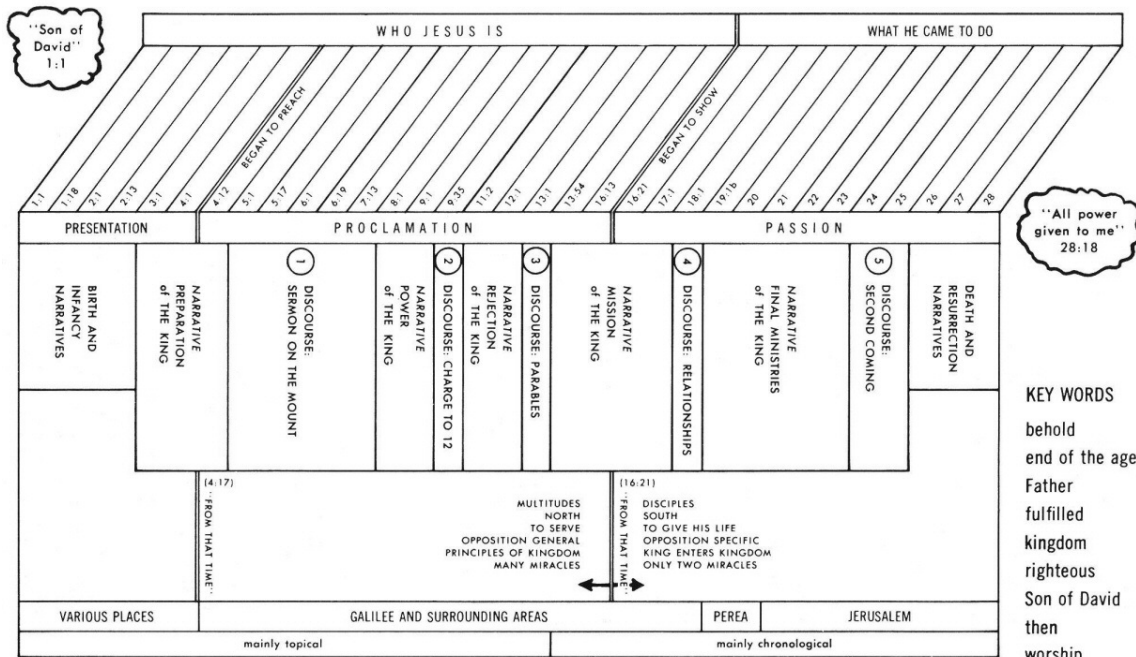 "Son of
David"
1:1
WHO JESUS IS
WHAT HE CAME TO DO
BEGAN TO PREACH
BEGAN TO SHOW
1:1
1:18
2:1
2:13
3:1
4:1
4:12
5:1
5:17
6:1
6:19
7:13
8:1
9:1
9:35
11:2
12:1
13:1
13:54
16:13
16:21
17:1
18:1
19:1b
20
21
22
23
24
25
26
27
28
"All power
given to me"
28:18
PRESENTATION
PROCLAMATION
PASSION
BIRTH AND
INFANCY
NARRATIVES
NARRATIVE
PREPARATION
of THE KING
1
DISCOURSE:
SERMON ON THE MOUNT
NARRATIVE
POWER
of THE KING
2
DISCOURSE: CHARGE TO 12
NARRATIVE
REJECTION
of THE KING
3
DISCOURSE: PARABLES
NARRATIVE
MISSION
of THE KING
4
DISCOURSE: RELATIONSHIPS
NARRATIVE
FINAL MINISTRIES
of THE KING
5
DISCOURSE:
SECOND COMING
DEATH AND
RESURRECTION
NARRATIVES
(4:17)
"FROM THAT TIME"
MULTITUDES
NORTH
TO SERVE
OPPOSITION GENERAL
PRINCIPLES OF KINGDOM
MANY MIRACLES
(16:21)
"FROM THAT TIME"
DISCIPLES
SOUTH
TO GIVE HIS LIFE
OPPOSITION SPECIFIC
KING ENTERS KINGDOM
ONLY TWO MIRACLES
VARIOUS PLACES
GALILEE AND SURROUNDING AREAS
PEREA
JERUSALEM
mainly topical
mainly chronological
KEY WORDS
behold
end of the age
Father
fulfilled
kingdom
righteous
Son of David
then
worship